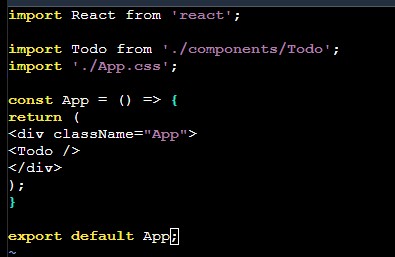 import React from 'react';
import Todo from './components/Todo';
import './App.css';
const App = () => {
return (
<div className="App">
<Todo />
</div>
);
}
export default App;
~